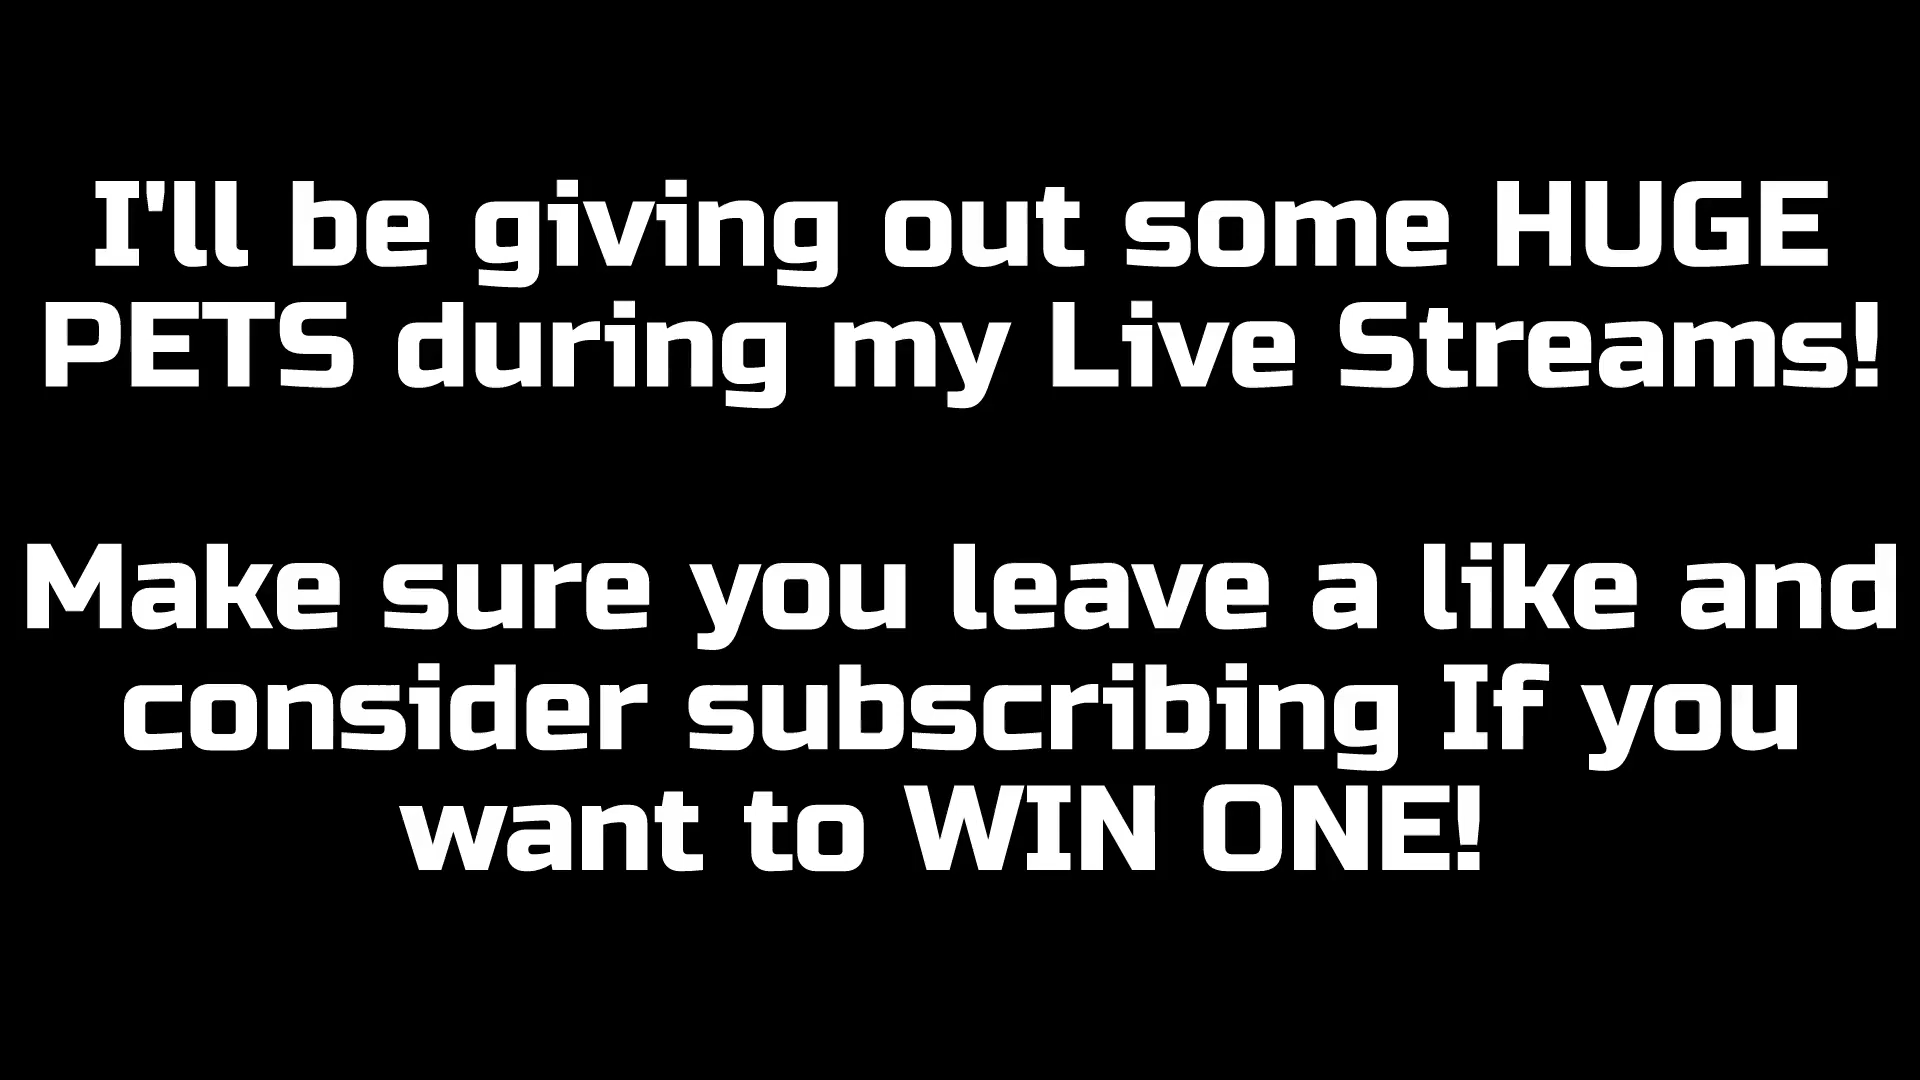 I'll be giving out some HUGE
PETS during my Live Streams!
Make sure you leave a like and
consider subscribing If you
want to WIN ONE!